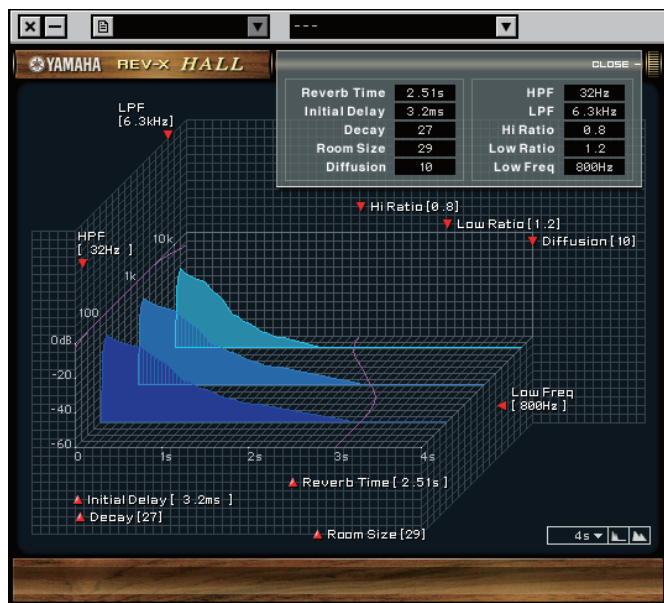 ---
YAMAHA REV-X HALL
CLOSE –
Reverb Time 2.51s
Initial Delay 3.2ms
Decay 27
Room Size 29
Diffusion 10
HPF 32Hz
LPF 6.3kHz
Hi Ratio 0.8
Low Ratio 1.2
Low Freq 800Hz
LPF
[6.3kHz]
Hi Ratio [0.8]
Low Ratio [1.2]
Diffusion [10]
HPF
[ 32Hz ]
10k
1k
100
0dB
-20
-40
-60
0 1s 2s 3s 4s
Low Freq
[ 800Hz ]
Reverb Time [ 2.51s ]
Initial Delay [ 3.2ms ]
Decay [27]
Room Size [29]
4s